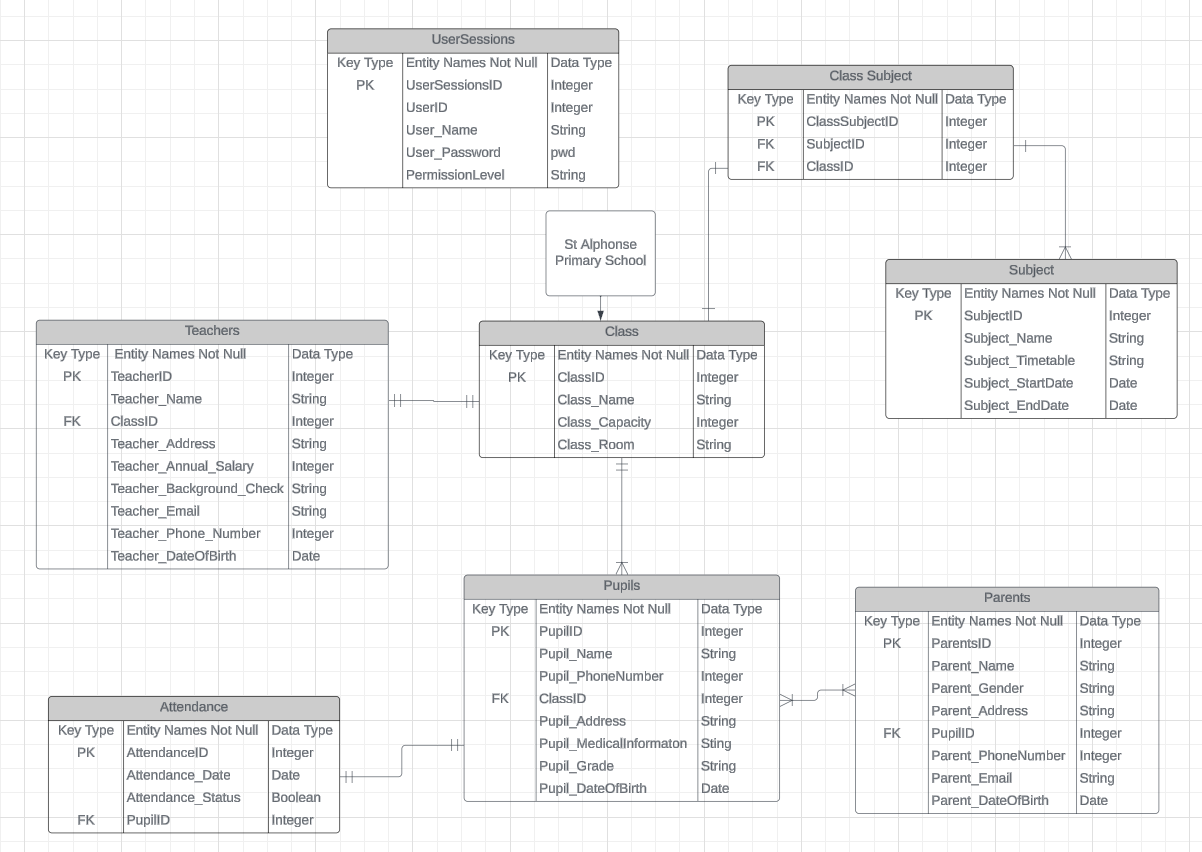 UserSessions
Key Type Entity Names Not Null Data Type
PK UserSessionsID Integer
UserID Integer
User_Name String
User_Password pwd
PermissionLevel String
Class Subject
Key Type Entity Names Not Null Data Type
PK ClassSubjectID Integer
FK SubjectID Integer
FK ClassID Integer
St Alphonse
Primary School
Subject
Key Type Entity Names Not Null Data Type
PK SubjectID Integer
Subject_Name String
Subject_Timetable String
Subject_StartDate Date
Subject_EndDate Date
Teachers
Key Type Entity Names Not Null Data Type
PK TeacherID Integer
Teacher_Name String
FK ClassID Integer
Teacher_Address String
Teacher_Annual_Salary Integer
Teacher_Background_Check String
Teacher_Email String
Teacher_Phone_Number Integer
Teacher_DateOfBirth Date
Class
Key Type Entity Names Not Null Data Type
PK ClassID Integer
Class_Name String
Class_Capacity Integer
Class_Room String
Pupils
Key Type Entity Names Not Null Data Type
PK PupilID Integer
Pupil_Name String
Pupil_PhoneNumber Integer
FK ClassID Integer
Pupil_Address String
Pupil_MedicalInformaton Sting
Pupil_Grade String
Pupil_DateOfBirth Date
Parents
Key Type Entity Names Not Null Data Type
PK ParentsID Integer
Parent_Name String
Parent_Gender String
Parent_Address String
FK PupilID Integer
Parent_PhoneNumber Integer
Parent_Email String
Parent_DateOfBirth Date
Attendance
Key Type Entity Names Not Null Data Type
PK AttendanceID Integer
Attendance_Date Date
Attendance_Status Boolean
FK PupilID Integer